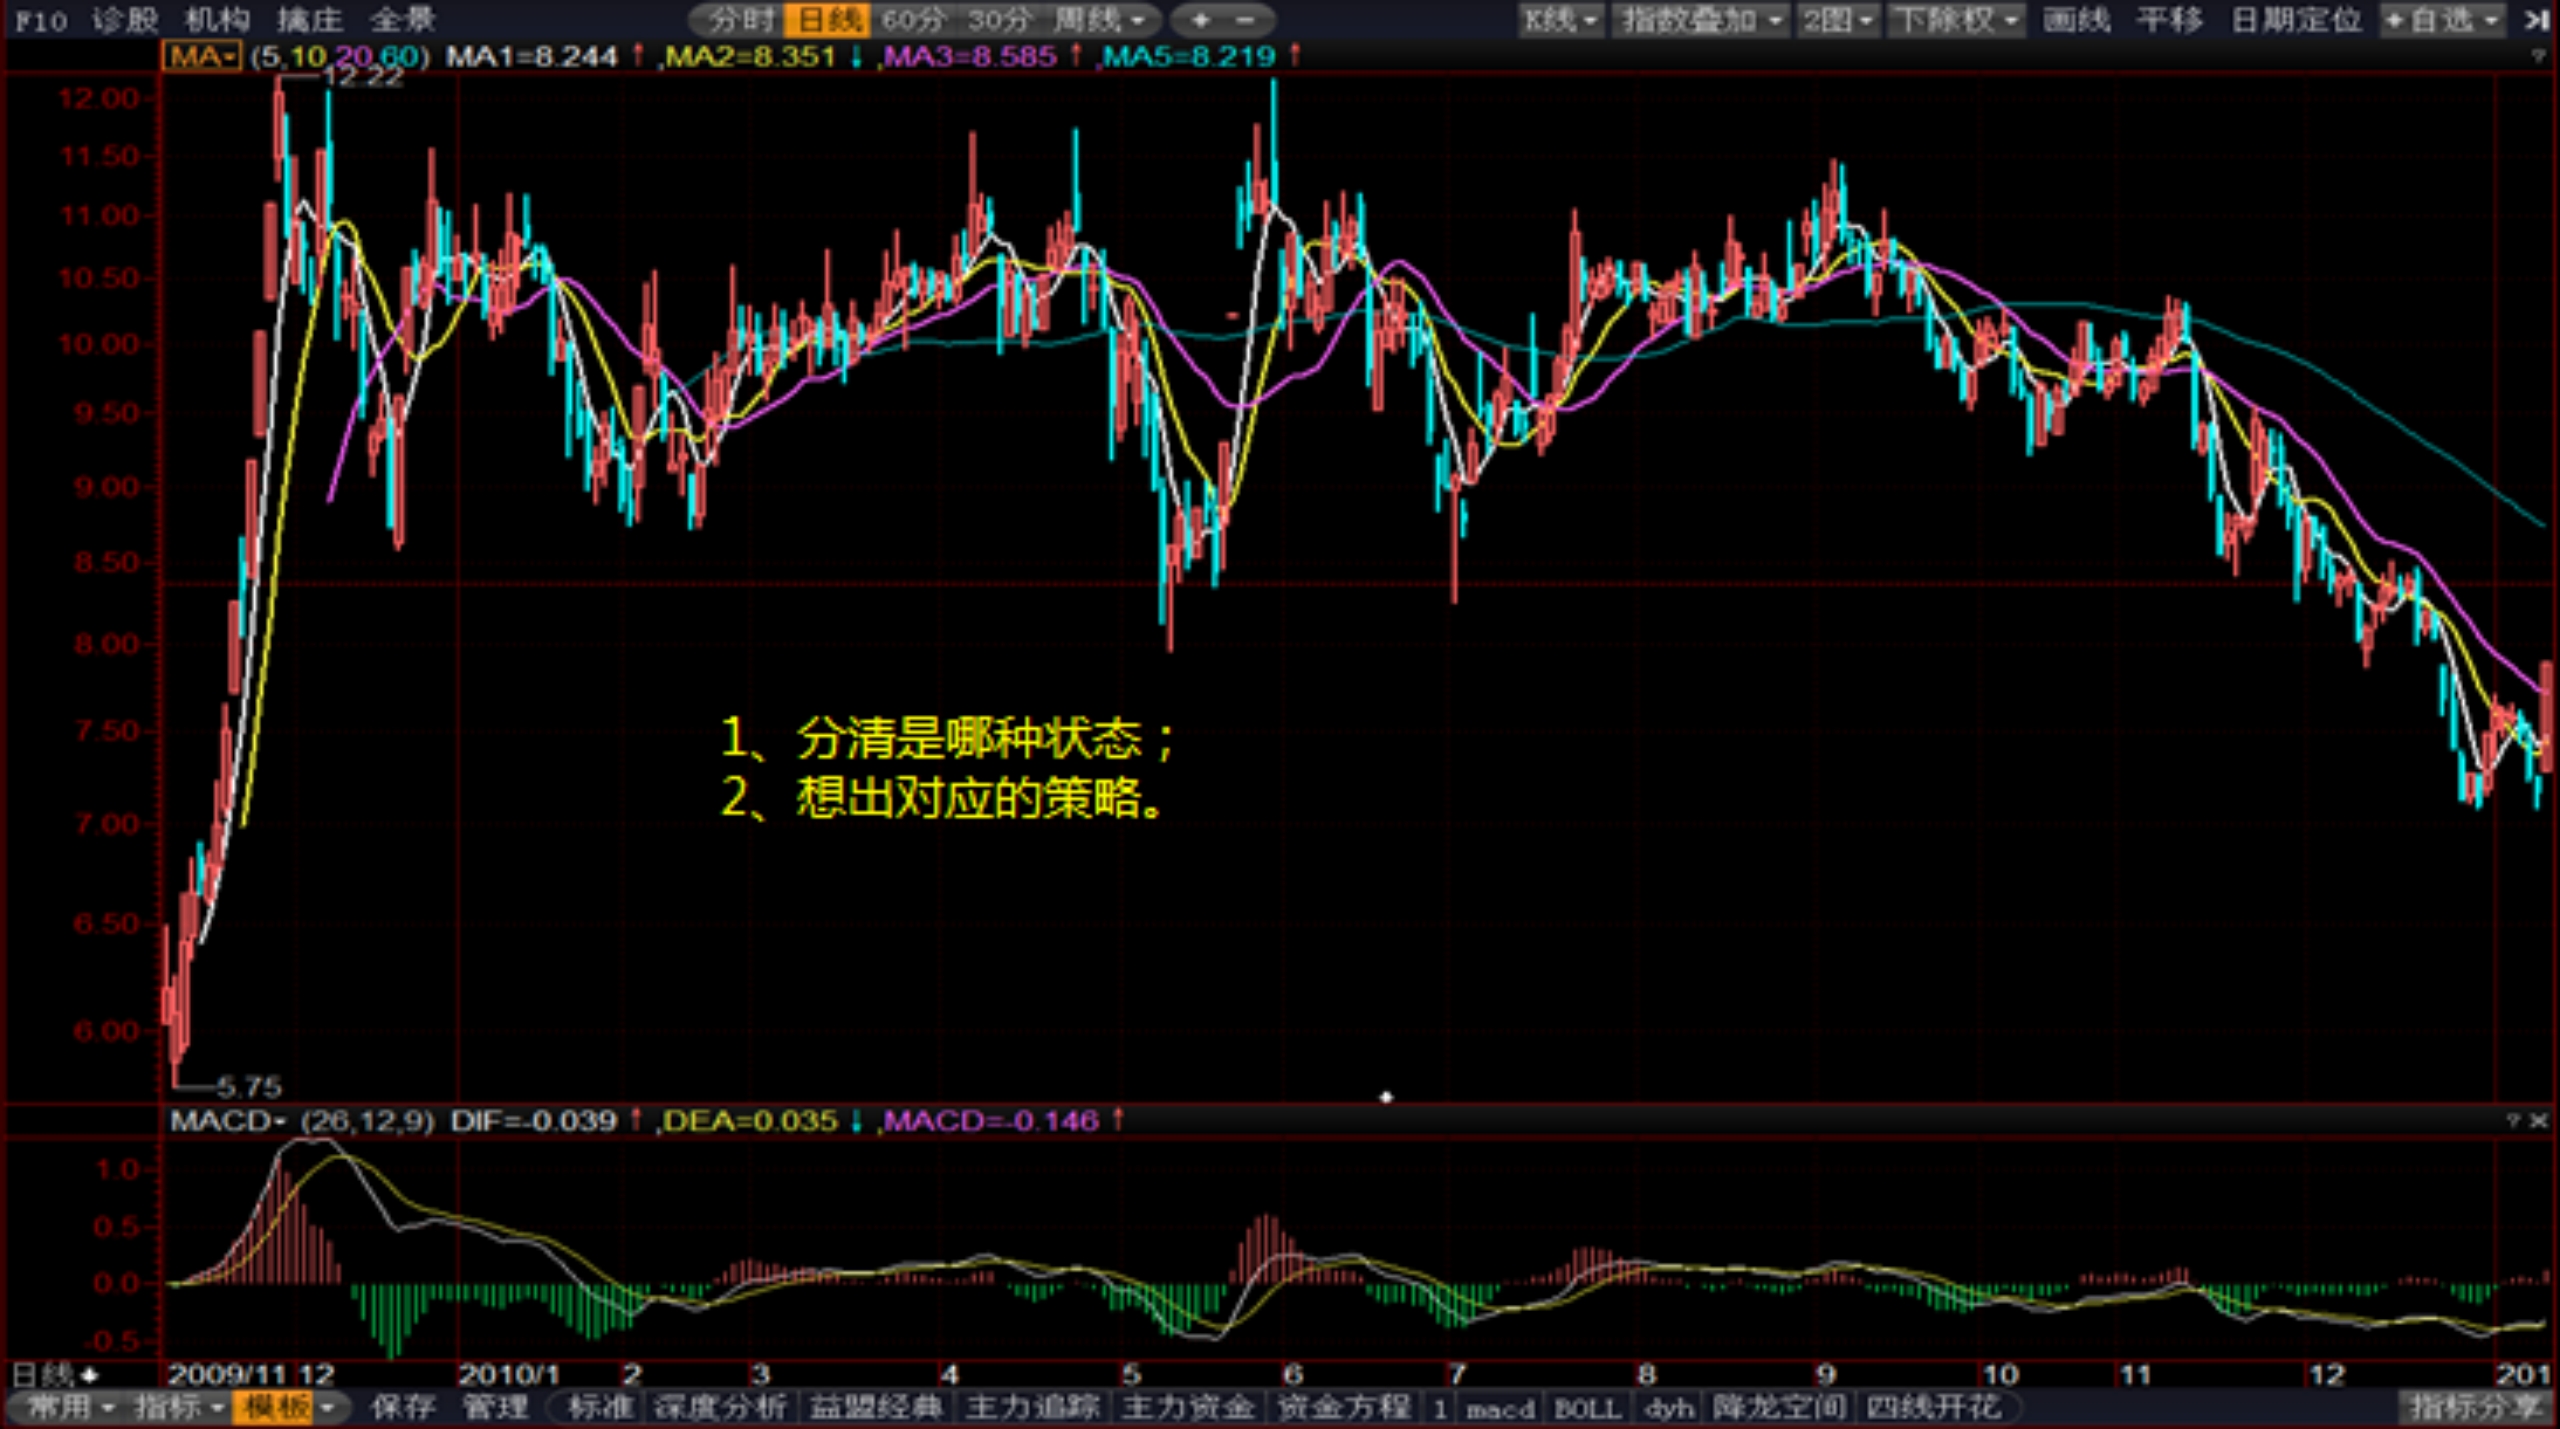 F10 诊股 机构 擒庄 全景 分时 日线 60分 30分 周线 + - K线 指数叠加 2图 下除权 画线 平移 日期定位 +自选
MA (5,10,20,60) MA1=8.244 ↑ ,MA2=8.351 ↓ ,MA3=8.585 ↑ ,MA5=8.219 ↑ ?
12.22
12.00
11.50
11.00
10.50
10.00
9.50
9.00
8.50
8.00
7.50
7.00
6.50
6.00
1、分清是哪种状态；
2、想出对应的策略。
5.75
MACD (26,12,9) DIF=-0.039 ↑ ,DEA=0.035 ↓ ,MACD=-0.146 ↑ ? ×
1.0
0.5
0.0
-0.5
日线 2009/11 12 2010/1 2 3 4 5 6 7 8 9 10 11 12 201
常用 指标 模板 保存 管理 标准 深度分析 益盟经典 主力追踪 主力资金 资金方程 1 macd BOLL dyh 降龙空间 四线开花 指标分享